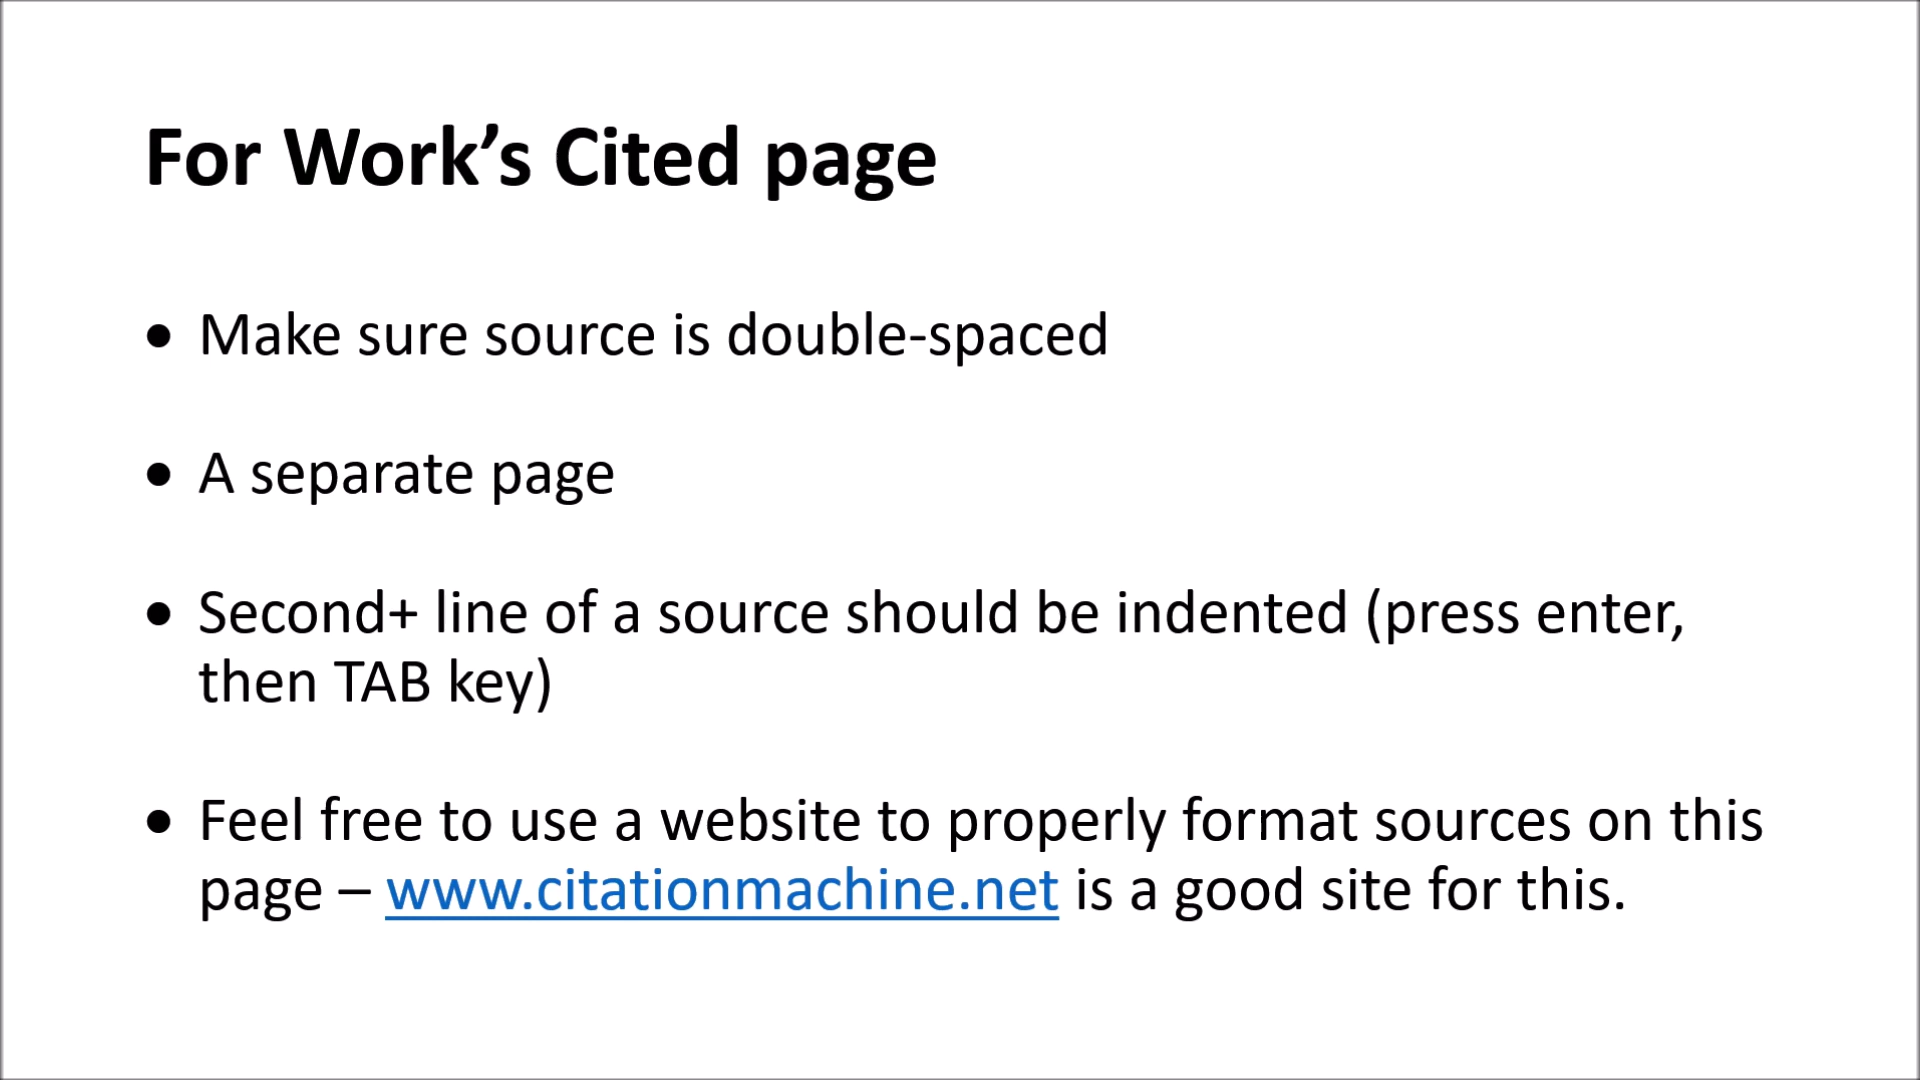 For Work’s Cited page
• Make sure source is double-spaced
• A separate page
• Second+ line of a source should be indented (press enter,
then TAB key)
• Feel free to use a website to properly format sources on this
page – www.citationmachine.net is a good site for this.